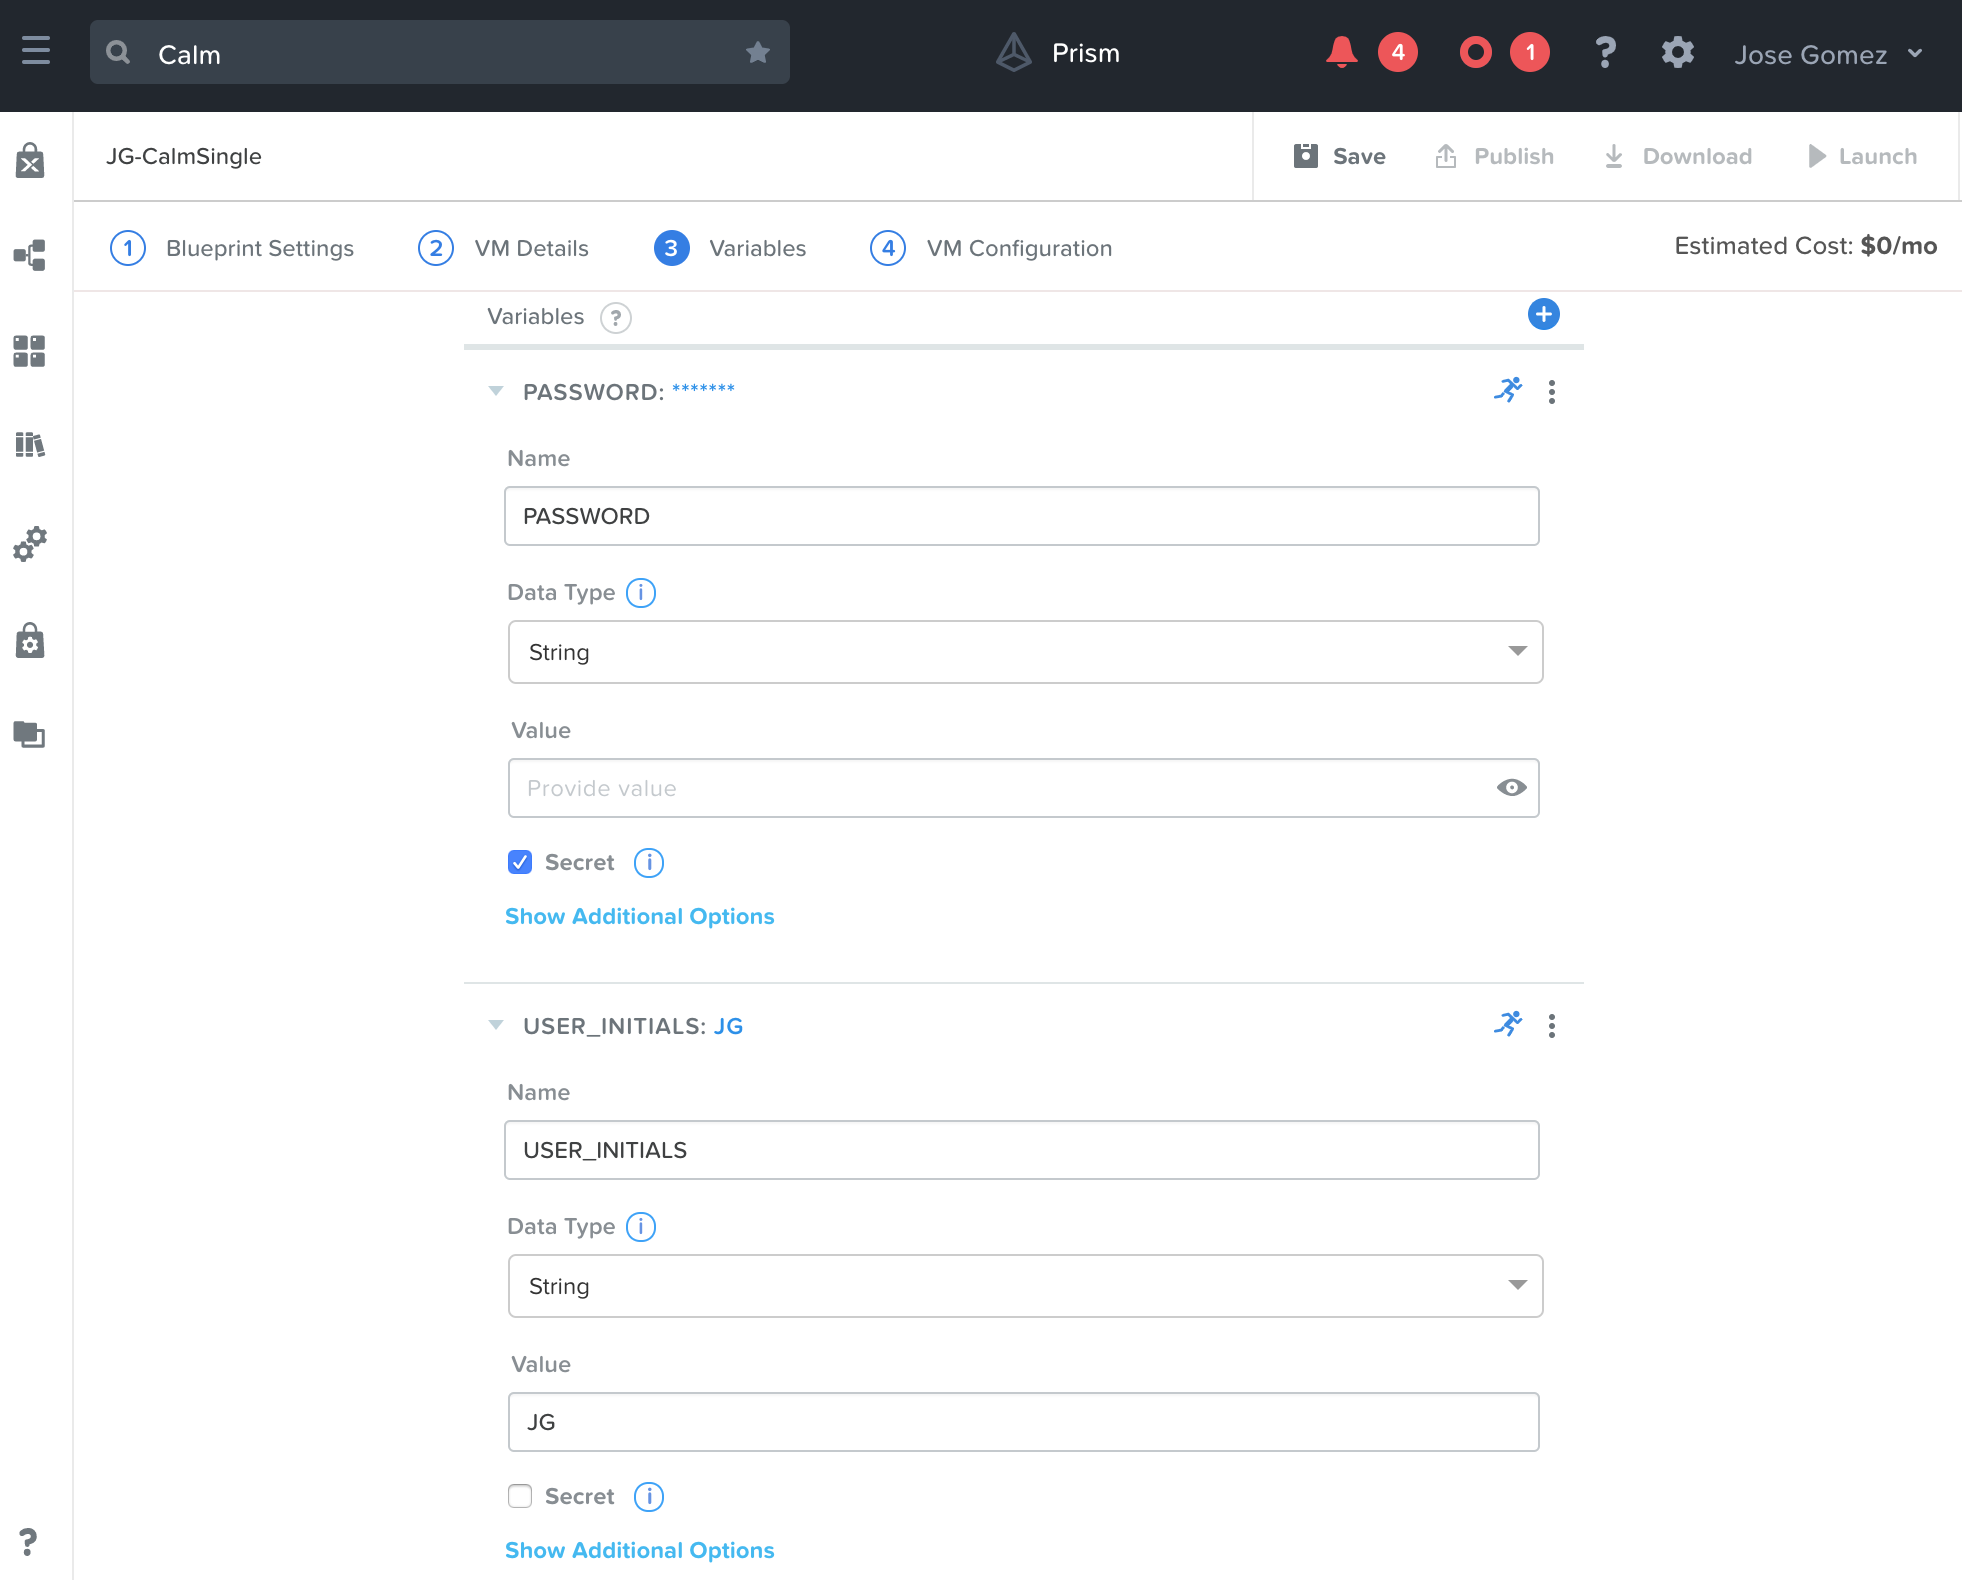 Calm
Prism
4
1
?
Jose Gomez
JG-CalmSingle
Save
Publish
Download
Launch
1 Blueprint Settings
2 VM Details
3 Variables
4 VM Configuration
Estimated Cost: $0/mo
Variables ?
PASSWORD: *******
Name
PASSWORD
Data Type i
String
Value
Provide value
Secret i
Show Additional Options
USER_INITIALS: JG
Name
USER_INITIALS
Data Type i
String
Value
JG
Secret i
Show Additional Options
?